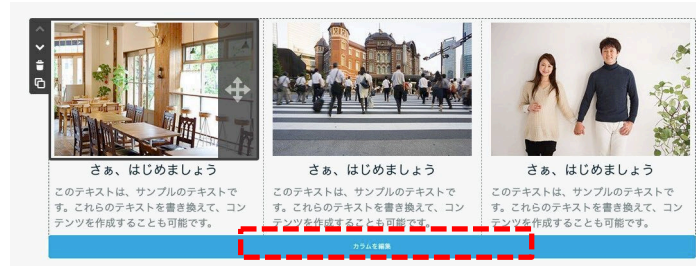 さぁ、はじめましょう
このテキストは、サンプルのテキストで
す。これらのテキストを書き換えて、コン
テンツを作成することも可能です。
さぁ、はじめましょう
このテキストは、サンプルのテキストで
す。これらのテキストを書き換えて、コン
テンツを作成することも可能です。
さぁ、はじめましょう
このテキストは、サンプルのテキストで
す。これらのテキストを書き換えて、コン
テンツを作成することも可能です。
カラムを編集